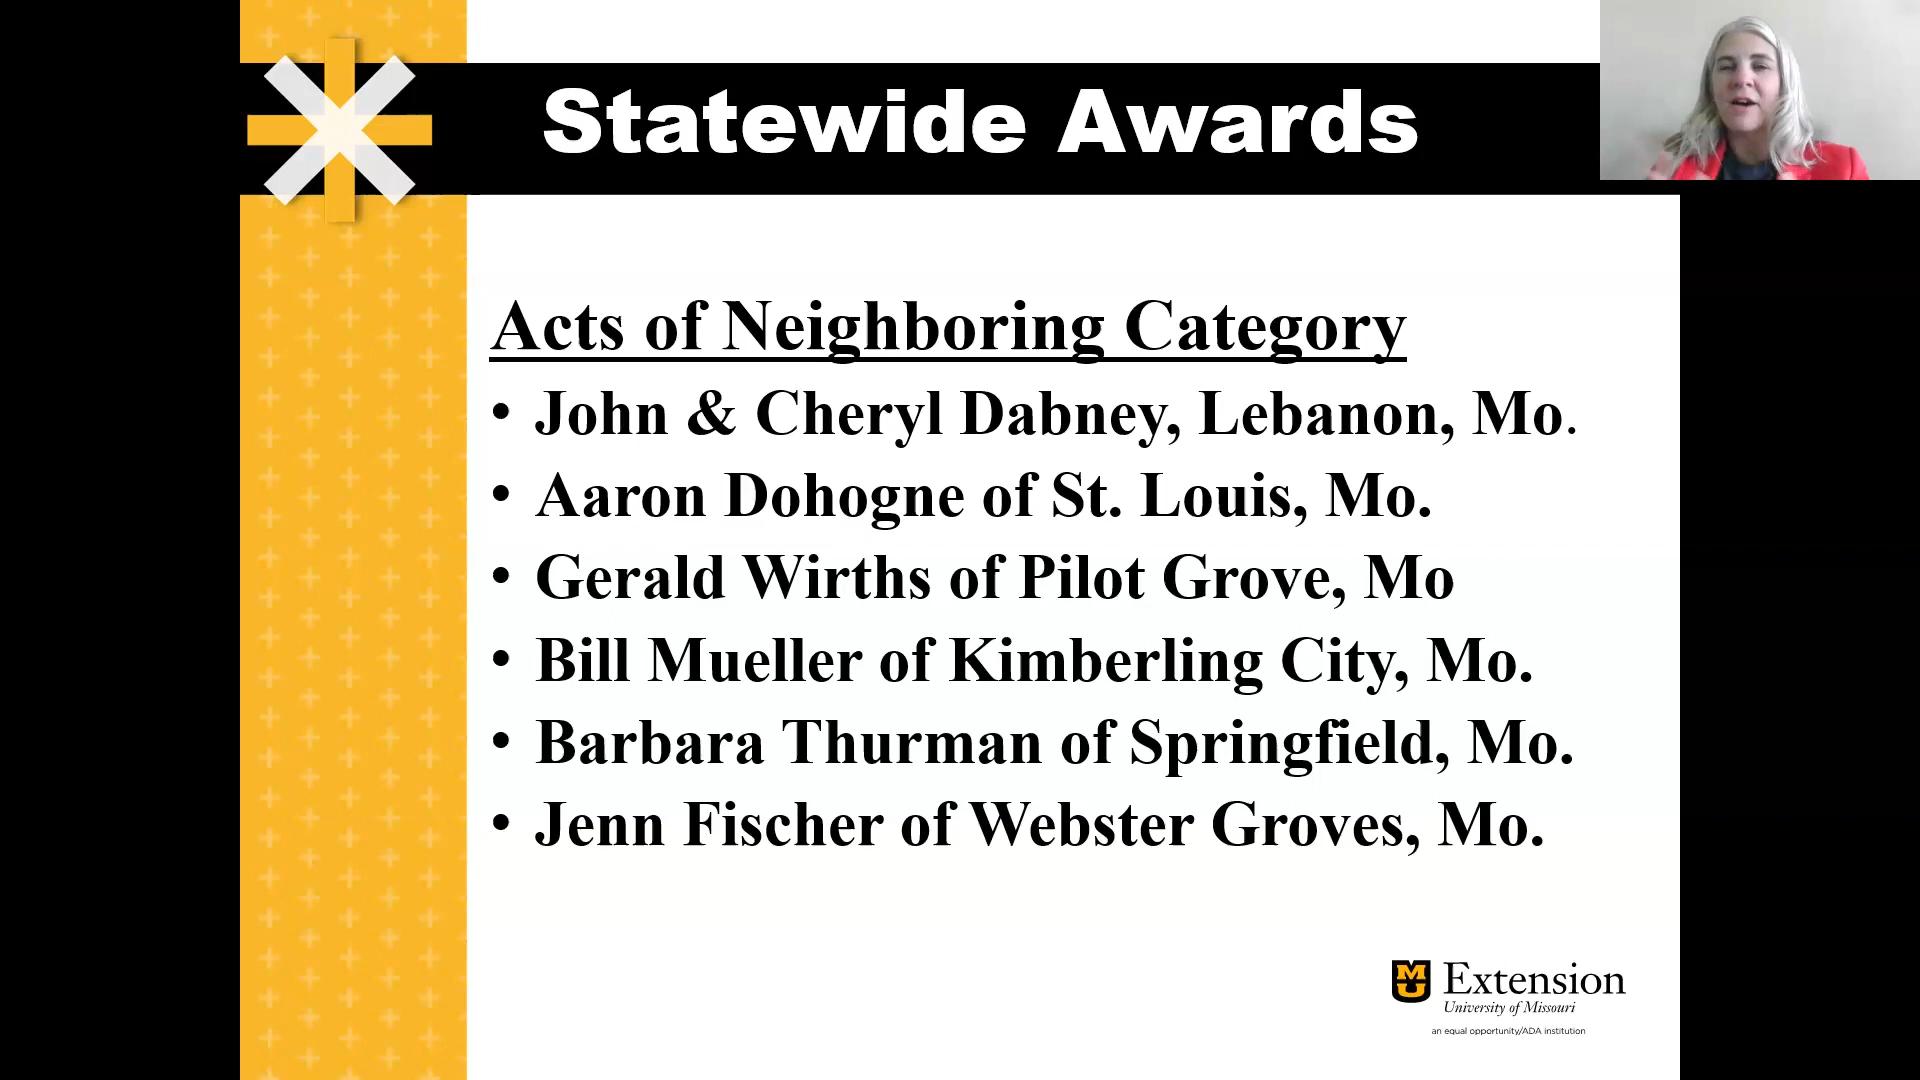 Statewide Awards
Acts of Neighboring Category
• John & Cheryl Dabney, Lebanon, Mo.
• Aaron Dohogne of St. Louis, Mo.
• Gerald Wirths of Pilot Grove, Mo
• Bill Mueller of Kimberling City, Mo.
• Barbara Thurman of Springfield, Mo.
• Jenn Fischer of Webster Groves, Mo.
MU Extension
University of Missouri
an equal opportunity/ADA institution